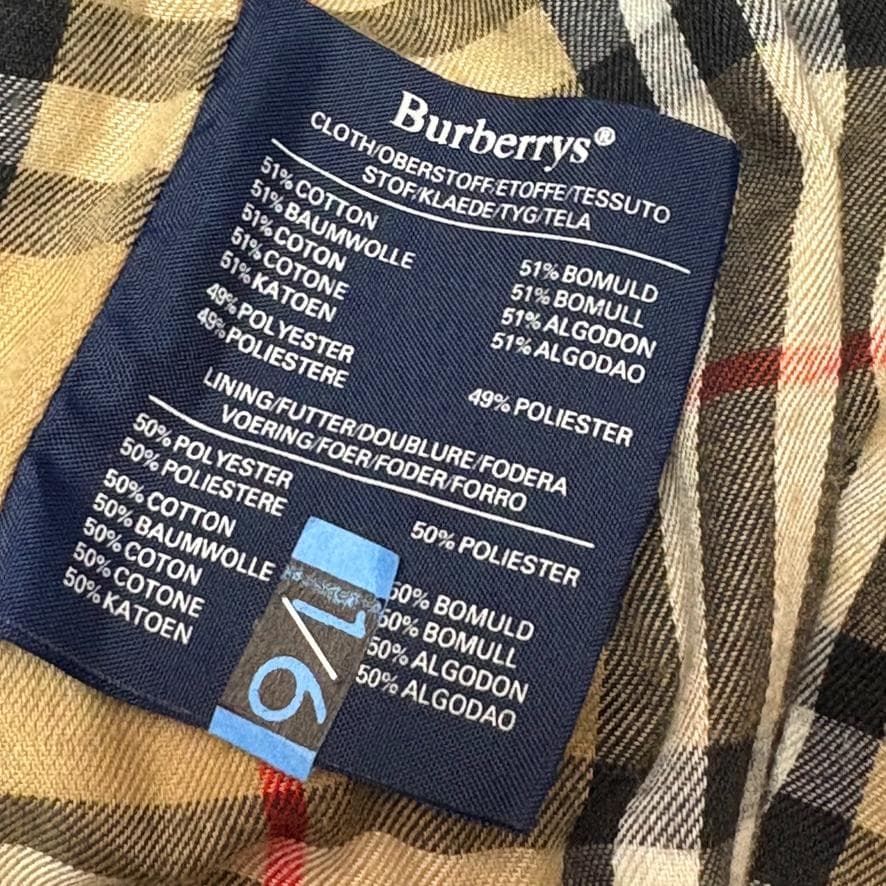 Burberrys®
CLOTH/OBERSTOFF/ETOFFE/TESSUTO
STOF/KLAEDE/TYG/TELA
51% COTTON
51% BAUMWOLLE
51% COTON
51% COTONE
51% KATOEN
49% POLYESTER
49% POLIESTERE
51% BOMULD
51% BOMULL
51% ALGODON
51% ALGODAO
49% POLIESTER
LINING/FUTTER/DOUBLURE/FODERA
VOERING/FOER/FODER/FORRO
50% POLYESTER
50% POLIESTERE
50% COTTON
50% BAUMWOLLE
50% COTON
50% COTONE
50% KATOEN
50% POLIESTER
50% BOMULD
50% BOMULL
50% ALGODON
50% ALGODAO
1/6